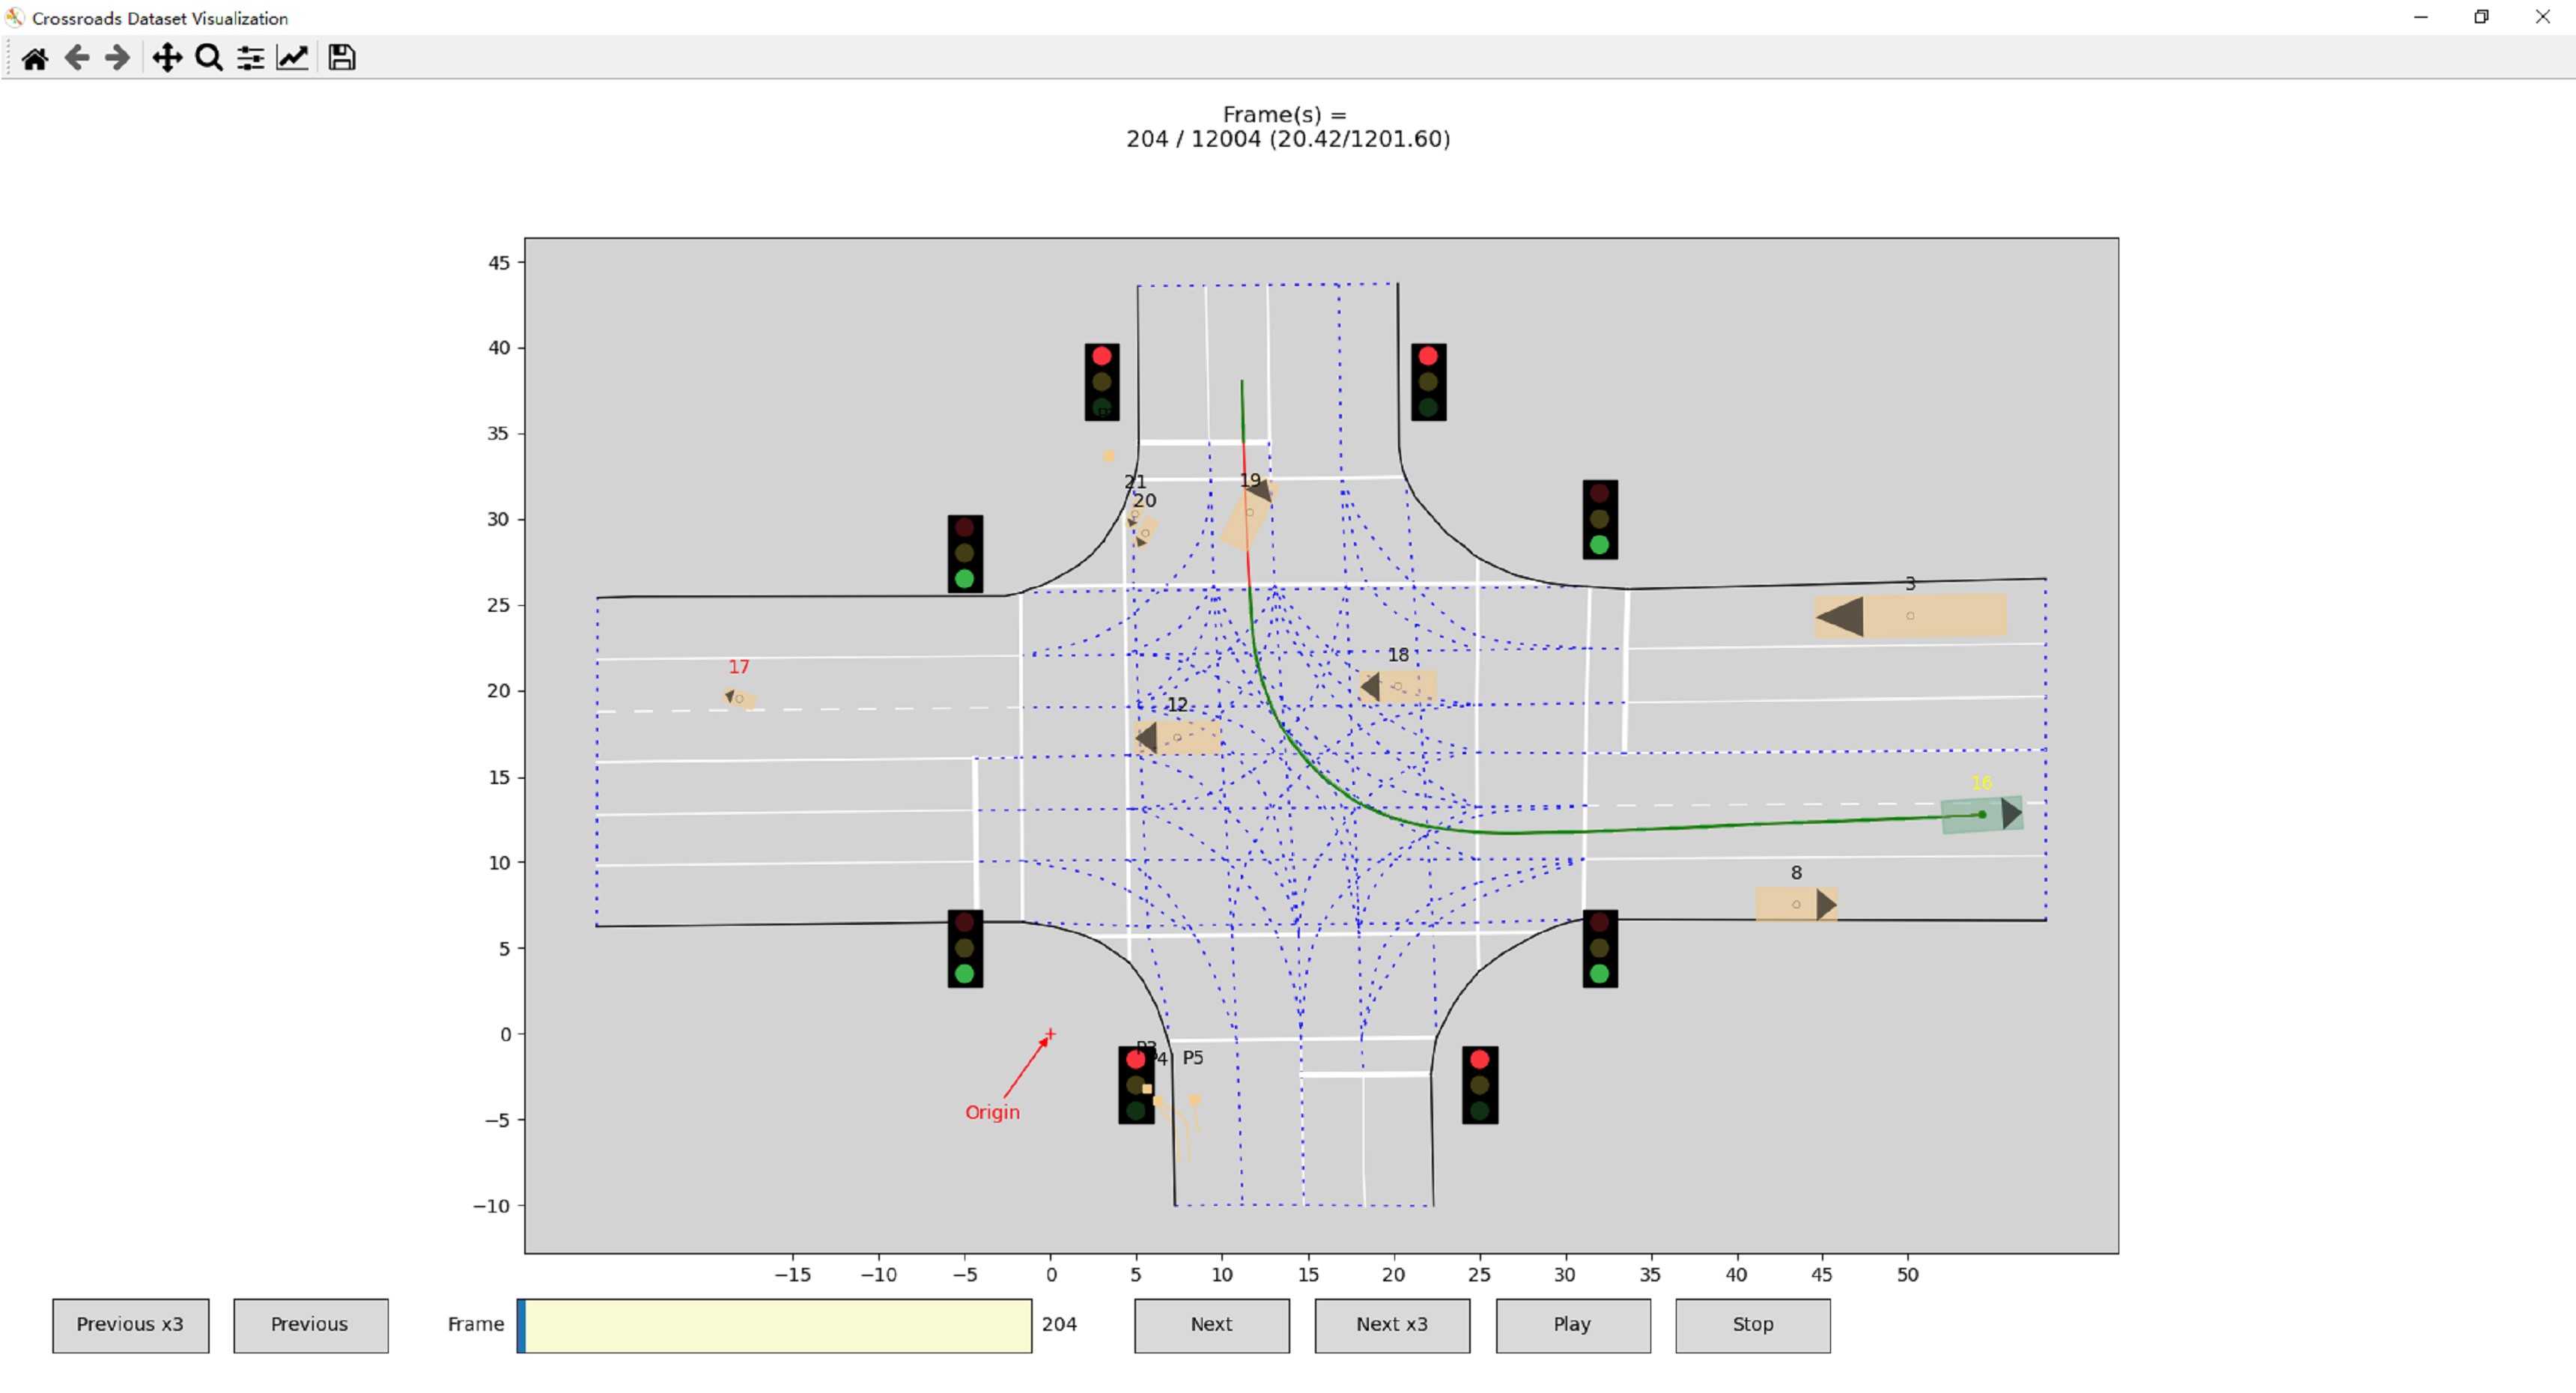 Crossroads Dataset Visualization
Frame(s) =
204 / 12004 (20.42/1201.60)
45
40
35
30
25
20
15
10
5
0
−5
−10
21
20
19
3
17
18
12
16
8
P3
4
P5
Origin
−15
−10
−5
0
5
10
15
20
25
30
35
40
45
50
Previous x3
Previous
Frame
204
Next
Next x3
Play
Stop